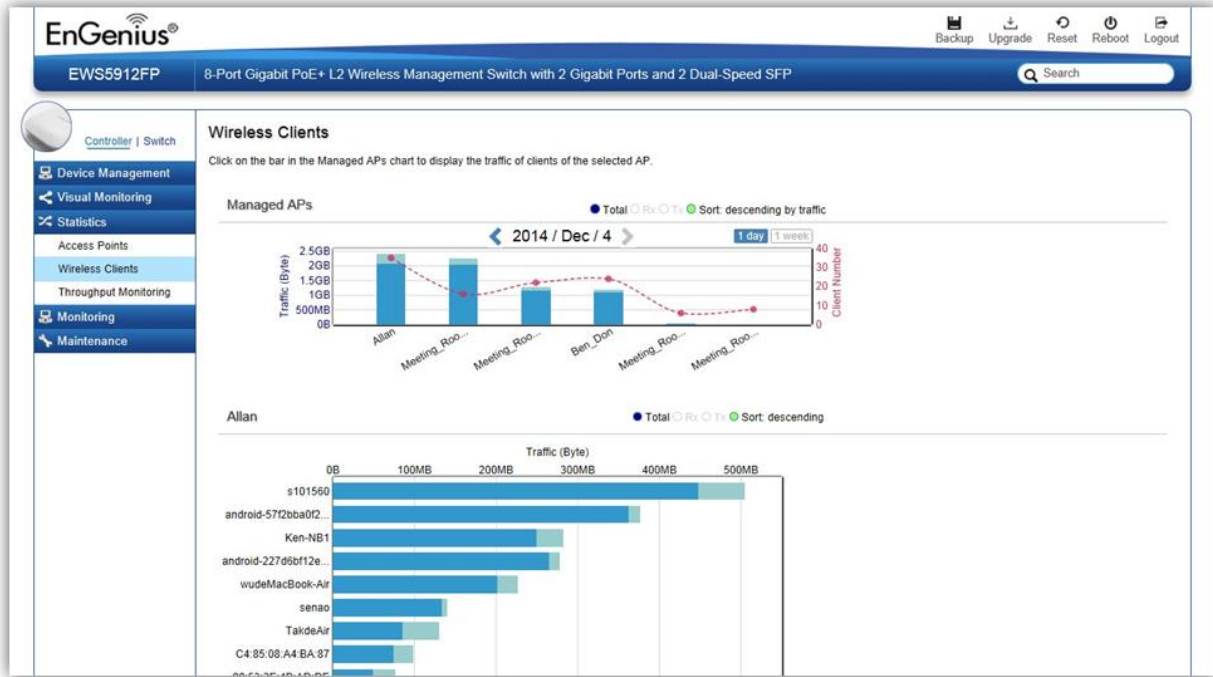 EnGenius®
Backup Upgrade Reset Reboot Logout
EWS5912FP
8-Port Gigabit PoE+ L2 Wireless Management Switch with 2 Gigabit Ports and 2 Dual-Speed SFP
Search
Controller | Switch
Device Management
Visual Monitoring
Statistics
Access Points
Wireless Clients
Throughput Monitoring
Monitoring
Maintenance
Wireless Clients
Click on the bar in the Managed APs chart to display the traffic of clients of the selected AP.
Managed APs
Total Rx Tx Sort: descending by traffic
2014 / Dec / 4
1 day 1 week
Traffic (Byte)
2.5GB
2GB
1.5GB
1GB
500MB
0B
40
30
20
10
0
Client Number
Allan
Meeting_Roo...
Meeting_Roo...
Ben_Don
Meeting_Roo...
Meeting_Roo...
Allan
Total Rx Tx Sort: descending
Traffic (Byte)
0B 100MB 200MB 300MB 400MB 500MB
s101560
android-57f2bba0f2...
Ken-NB1
android-227d6bf12e...
wudeMacBook-Air
senao
TakdeAir
C4:85:08:A4:BA:87